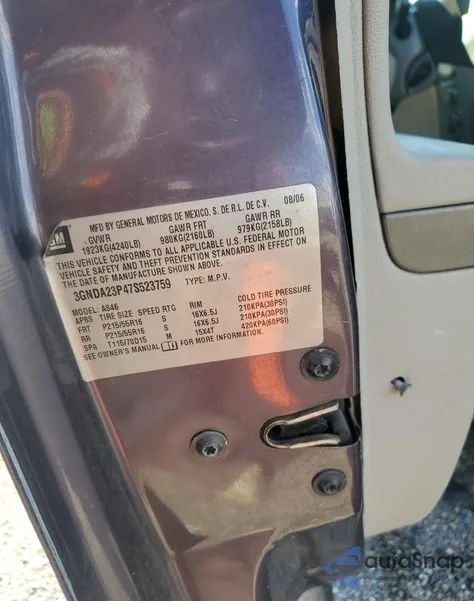 GM
MFD BY GENERAL MOTORS DE MEXICO, S. DE R.L. DE C.V. 08/06
GVWR GAWR FRT GAWR RR
1923KG(4240LB) 980KG(2160LB) 979KG(2158LB)
THIS VEHICLE CONFORMS TO ALL APPLICABLE U.S. FEDERAL MOTOR
VEHICLE SAFETY AND THEFT PREVENTION STANDARDS IN EFFECT ON
THE DATE OF MANUFACTURE SHOWN ABOVE.
3GNDA23P47S523759 TYPE: M.P.V.
MODEL: AS46
APSS TIRE SIZE SPEED RTG RIM COLD TIRE PRESSURE
FRT P215/55R16 S 16X6.5J 210KPA(30PSI)
RR P215/55R16 S 16X6.5J 210KPA(30PSI)
SPA T115/70D15 M 15X4T 420KPA(60PSI)
SEE OWNER'S MANUAL FOR MORE INFORMATION.
auraSnap